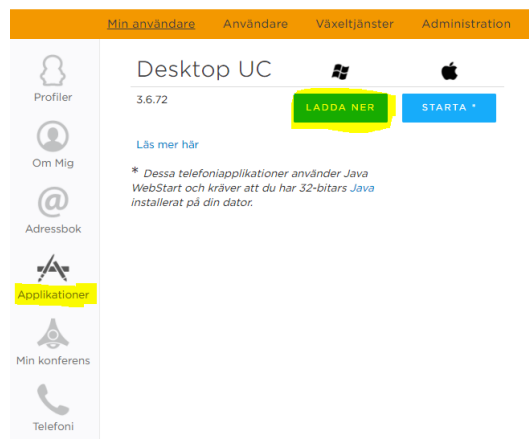 Min användare Användare Växeltjänster Administration
Profiler
Om Mig
Adressbok
Applikationer
Min konferens
Telefoni
Desktop UC
3.6.72
LADDA NER STARTA *
Läs mer här
* Dessa telefoniapplikationer använder Java
WebStart och kräver att du har 32-bitars Java
installerat på din dator.